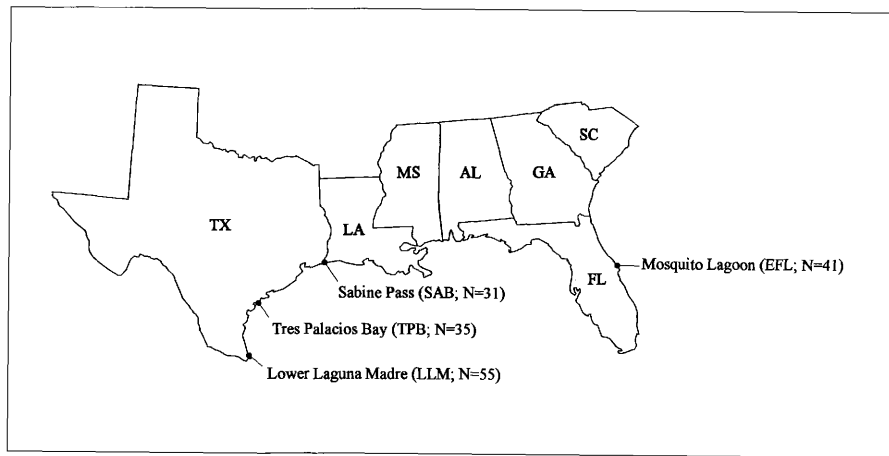 SC
MS
AL
GA
TX
LA
Mosquito Lagoon (EFL; N=41)
FL
Sabine Pass (SAB; N=31)
Tres Palacios Bay (TPB; N=35)
Lower Laguna Madre (LLM; N=55)